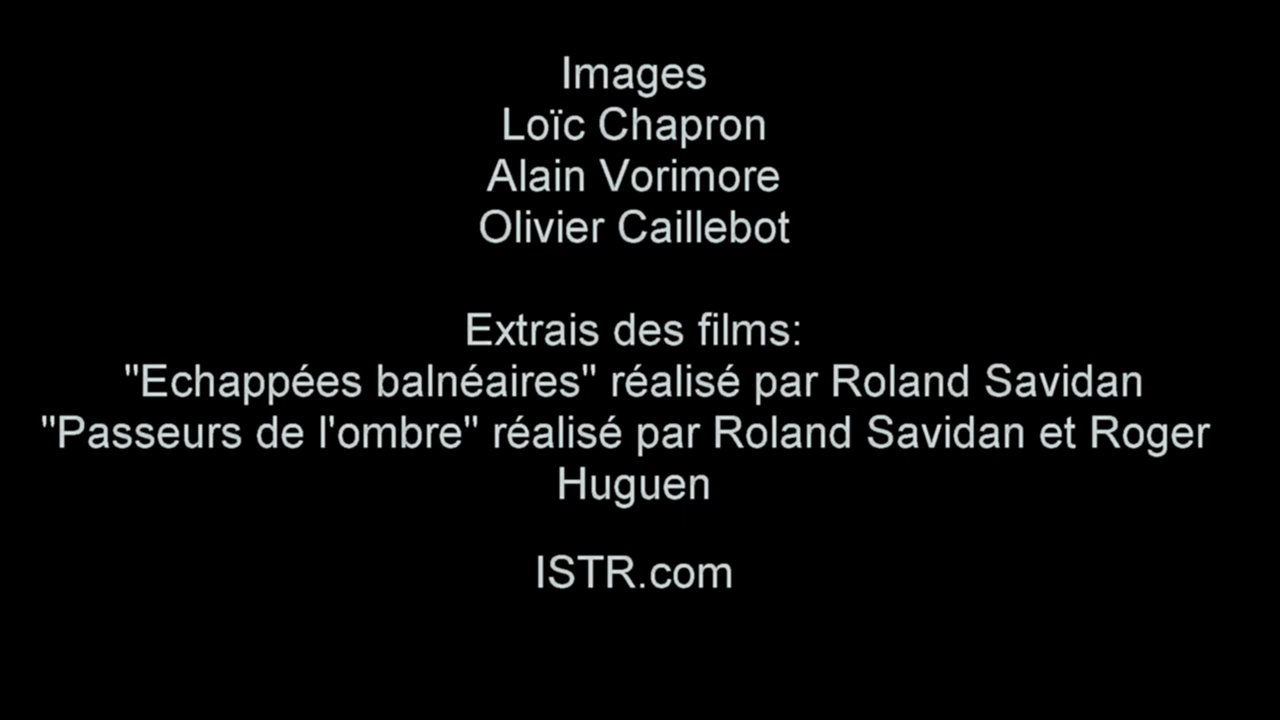 Images
Loïc Chapron
Alain Vorimore
Olivier Caillebot
Extrais des films:
"Echappées balnéaires" réalisé par Roland Savidan
"Passeurs de l'ombre" réalisé par Roland Savidan et Roger
Huguen
ISTR.com